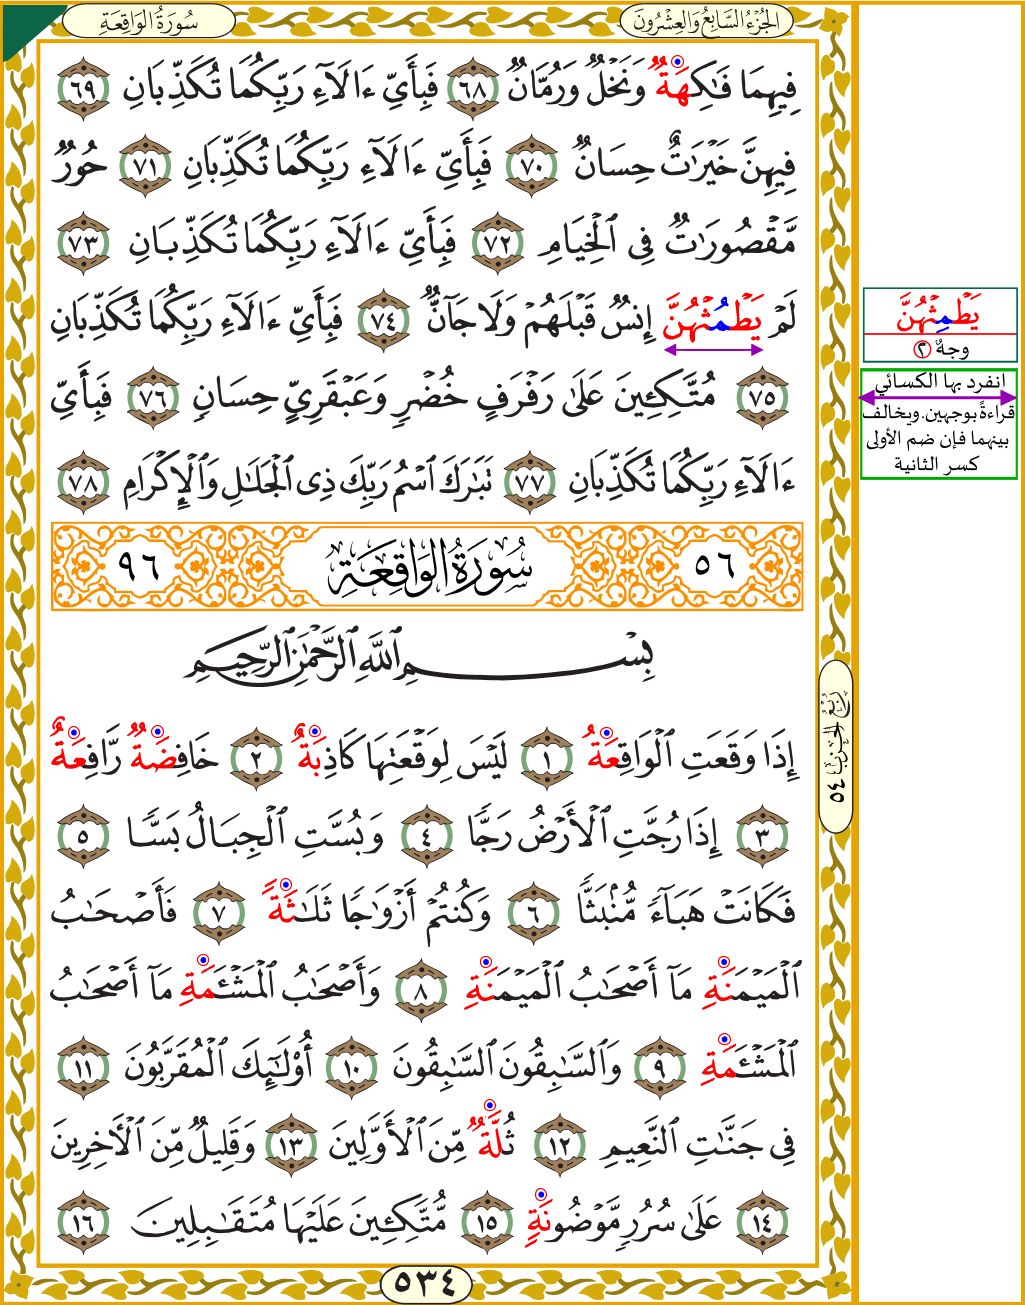 سُورَةُ الوَاقِعَةِ
الجُزْءُ السَّابِعُ وَالعِشْرُونَ
فِيهِمَا فَٰكِهَةٌ وَنَخْلٌ وَرُمَّانٌ ٦٨ فَبِأَيِّ ءَالَآءِ رَبِّكُمَا تُكَذِّبَانِ ٦٩
فِيهِنَّ خَيْرَٰتٌ حِسَانٌ ٧٠ فَبِأَيِّ ءَالَآءِ رَبِّكُمَا تُكَذِّبَانِ ٧١ حُورٌ
مَّقْصُورَٰتٌ فِي ٱلْخِيَامِ ٧٢ فَبِأَيِّ ءَالَآءِ رَبِّكُمَا تُكَذِّبَانِ ٧٣
لَمْ يَطْمُثْهُنَّ إِنسٌ قَبْلَهُمْ وَلَا جَآنٌّ ٧٤ فَبِأَيِّ ءَالَآءِ رَبِّكُمَا تُكَذِّبَانِ
٧٥ مُتَّكِـِٔينَ عَلَىٰ رَفْرَفٍ خُضْرٍ وَعَبْقَرِيٍّ حِسَانٍ ٧٦ فَبِأَيِّ
ءَالَآءِ رَبِّكُمَا تُكَذِّبَانِ ٧٧ تَبَٰرَكَ ٱسْمُ رَبِّكَ ذِي ٱلْجَلَٰلِ وَٱلْإِكْرَامِ ٧٨
٥٦ سُورَةُ الوَاقِعَةِ ٩٦
بِسْمِ ٱللَّهِ ٱلرَّحْمَٰنِ ٱلرَّحِيمِ
إِذَا وَقَعَتِ ٱلْوَاقِعَةُ ١ لَيْسَ لِوَقْعَتِهَا كَاذِبَةٌ ٢ خَافِضَةٌ رَّافِعَةٌ
٣ إِذَا رُجَّتِ ٱلْأَرْضُ رَجًّا ٤ وَبُسَّتِ ٱلْجِبَالُ بَسًّا ٥
فَكَانَتْ هَبَآءً مُّنۢبَثًّا ٦ وَكُنتُمْ أَزْوَٰجًا ثَلَٰثَةً ٧ فَأَصْحَٰبُ
ٱلْمَيْمَنَةِ مَآ أَصْحَٰبُ ٱلْمَيْمَنَةِ ٨ وَأَصْحَٰبُ ٱلْمَشْـَٔمَةِ مَآ أَصْحَٰبُ
ٱلْمَشْـَٔمَةِ ٩ وَٱلسَّٰبِقُونَ ٱلسَّٰبِقُونَ ١٠ أُو۟لَٰٓئِكَ ٱلْمُقَرَّبُونَ ١١
فِي جَنَّٰتِ ٱلنَّعِيمِ ١٢ ثُلَّةٌ مِّنَ ٱلْأَوَّلِينَ ١٣ وَقَلِيلٌ مِّنَ ٱلْأَخِرِينَ
١٤ عَلَىٰ سُرُرٍ مَّوْضُونَةٍ ١٥ مُّتَّكِـِٔينَ عَلَيْهَا مُتَقَٰبِلِينَ ١٦
٥٣٤
رُبْعُ الحِزْبِ ٥٤
يَطْمِثْهُنَّ
وجهٌ ٢
انفرد بها الكسائي
قراءةً بوجهين. ويخالف
بينهما فإن ضم الأولى
كسر الثانية